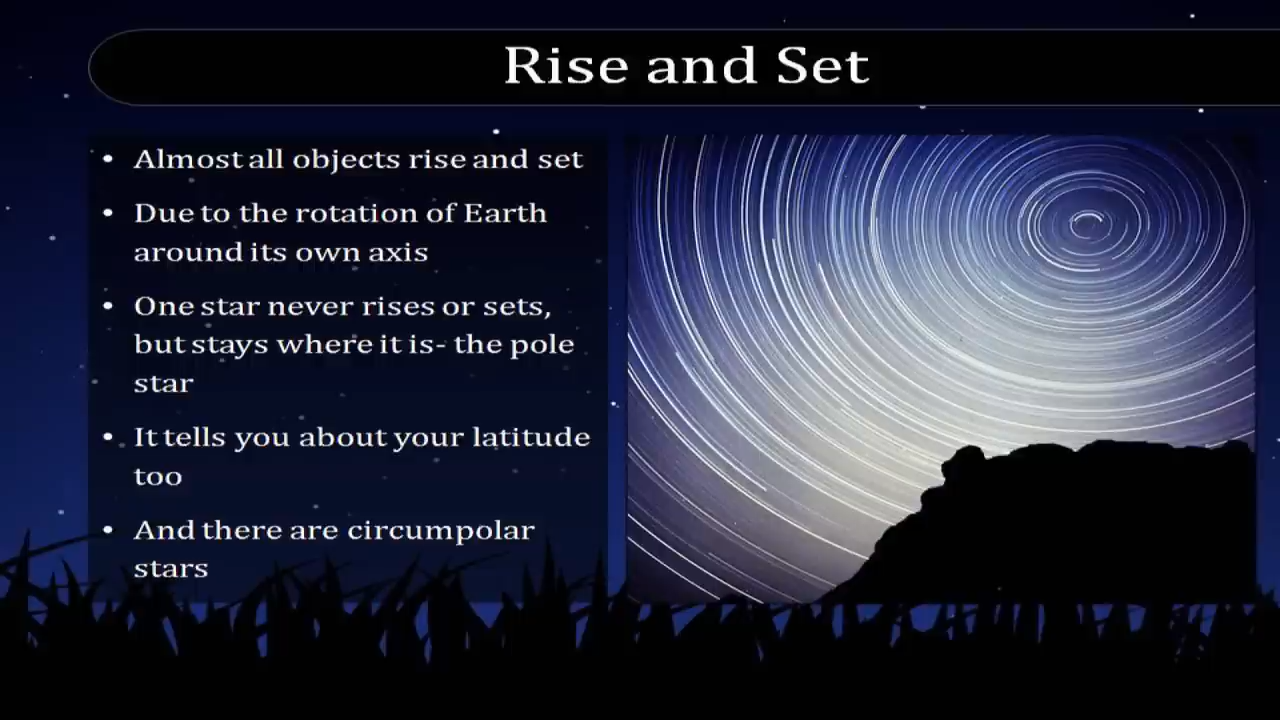 Rise and Set
• Almost all objects rise and set
• Due to the rotation of Earth
around its own axis
• One star never rises or sets,
but stays where it is- the pole
star
• It tells you about your latitude
too
• And there are circumpolar
stars